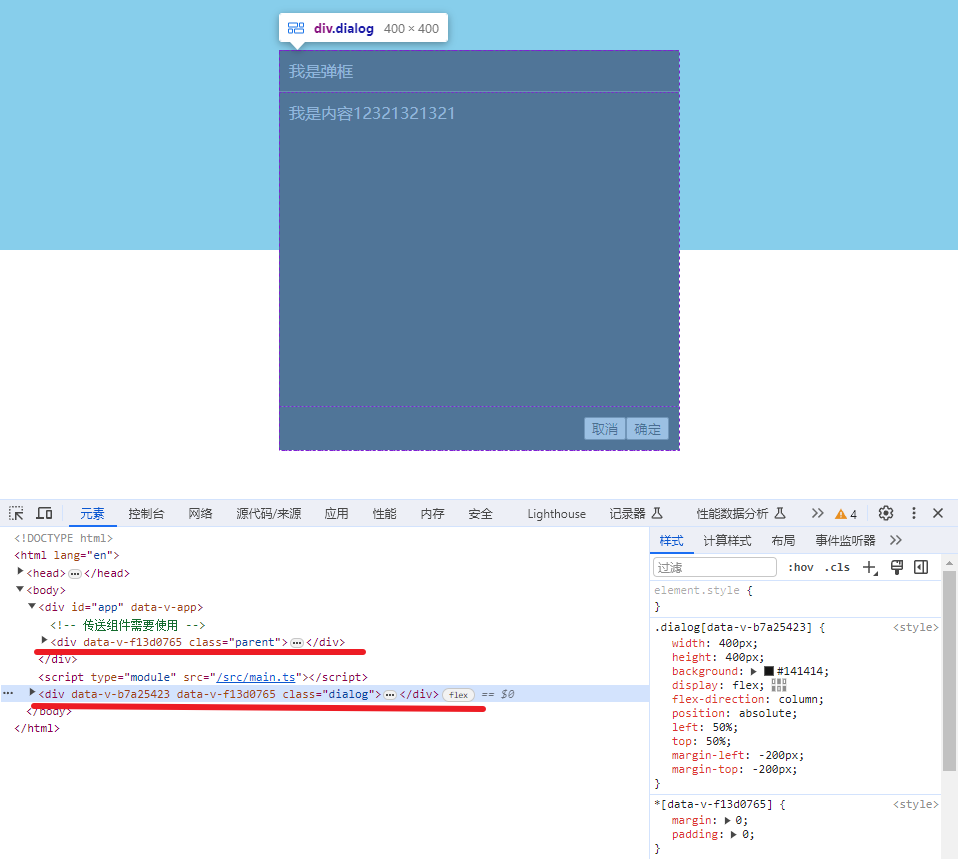 div.dialog 400 × 400
我是弹框
我是内容12321321321
取消 确定
元素 控制台 网络 源代码/来源 应用 性能 内存 安全 Lighthouse 记录器 性能数据分析 4
<!DOCTYPE html>
<html lang="en">
<head> … </head>
<body>
<div id="app" data-v-app>
<!-- 传送组件需要使用 -->
<div data-v-f13d0765 class="parent"> … </div>
</div>
<script type="module" src="/src/main.ts"></script>
<div data-v-b7a25423 data-v-f13d0765 class="dialog"> … </div> flex == $0
</body>
</html>
样式 计算样式 布局 事件监听器
过滤 :hov .cls
element.style {
}
.dialog[data-v-b7a25423] { <style>
width: 400px;
height: 400px;
background: #141414;
display: flex;
flex-direction: column;
position: absolute;
left: 50%;
top: 50%;
margin-left: -200px;
margin-top: -200px;
}
*[data-v-f13d0765] { <style>
margin: 0;
padding: 0;
}